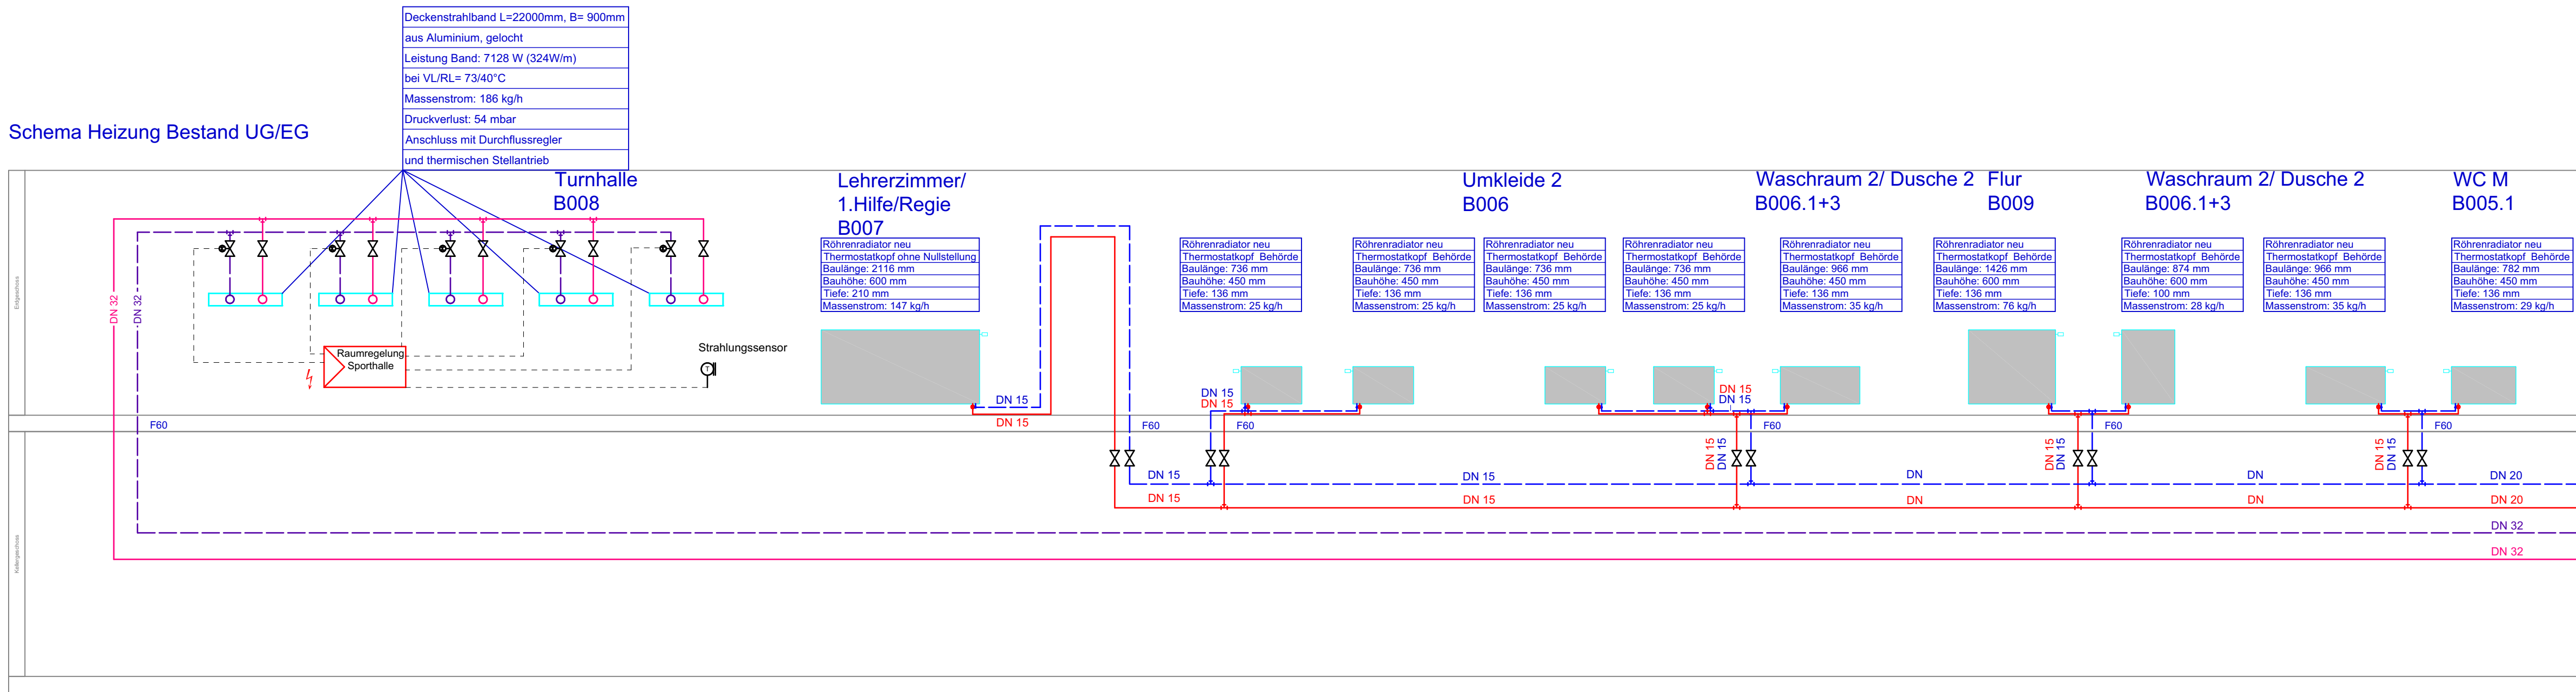 Deckenstrahlband L=22000mm, B= 900mm
aus Aluminium, gelocht
Leistung Band: 7128 W (324W/m)
bei VL/RL= 73/40°C
Massenstrom: 186 kg/h
Druckverlust: 54 mbar
Anschluss mit Durchflussregler
und thermischen Stellantrieb
Schema Heizung Bestand UG/EG
Turnhalle
B008
Lehrerzimmer/
1.Hilfe/Regie
B007
Umkleide 2
B006
Waschraum 2/ Dusche 2
B006.1+3
Flur
B009
Waschraum 2/ Dusche 2
B006.1+3
WC M
B005.1
Röhrenradiator neu
Thermostatkopf ohne Nullstellung
Baulänge: 2116 mm
Bauhöhe: 600 mm
Tiefe: 210 mm
Massenstrom: 147 kg/h
Röhrenradiator neu
Thermostatkopf Behörde
Baulänge: 736 mm
Bauhöhe: 450 mm
Tiefe: 136 mm
Massenstrom: 25 kg/h
Röhrenradiator neu
Thermostatkopf Behörde
Baulänge: 736 mm
Bauhöhe: 450 mm
Tiefe: 136 mm
Massenstrom: 25 kg/h
Röhrenradiator neu
Thermostatkopf Behörde
Baulänge: 736 mm
Bauhöhe: 450 mm
Tiefe: 136 mm
Massenstrom: 25 kg/h
Röhrenradiator neu
Thermostatkopf Behörde
Baulänge: 736 mm
Bauhöhe: 450 mm
Tiefe: 136 mm
Massenstrom: 25 kg/h
Röhrenradiator neu
Thermostatkopf Behörde
Baulänge: 966 mm
Bauhöhe: 450 mm
Tiefe: 136 mm
Massenstrom: 35 kg/h
Röhrenradiator neu
Thermostatkopf Behörde
Baulänge: 1426 mm
Bauhöhe: 600 mm
Tiefe: 136 mm
Massenstrom: 76 kg/h
Röhrenradiator neu
Thermostatkopf Behörde
Baulänge: 874 mm
Bauhöhe: 600 mm
Tiefe: 100 mm
Massenstrom: 28 kg/h
Röhrenradiator neu
Thermostatkopf Behörde
Baulänge: 966 mm
Bauhöhe: 450 mm
Tiefe: 136 mm
Massenstrom: 35 kg/h
Röhrenradiator neu
Thermostatkopf Behörde
Baulänge: 782 mm
Bauhöhe: 450 mm
Tiefe: 136 mm
Massenstrom: 29 kg/h
Erdgeschoss
DN 32
DN 32
Raumregelung
Sporthalle
Strahlungssensor
T
DN 15
DN 15
DN 15
DN 15
DN 15
DN 15
F60
F60
F60
F60
F60
F60
DN 15
DN 15
DN 15
DN 15
DN 15
DN 15
DN 15
DN 15
DN
DN
DN 20
DN 15
DN 15
DN
DN
DN 20
DN 32
DN 32
Kellergeschoss